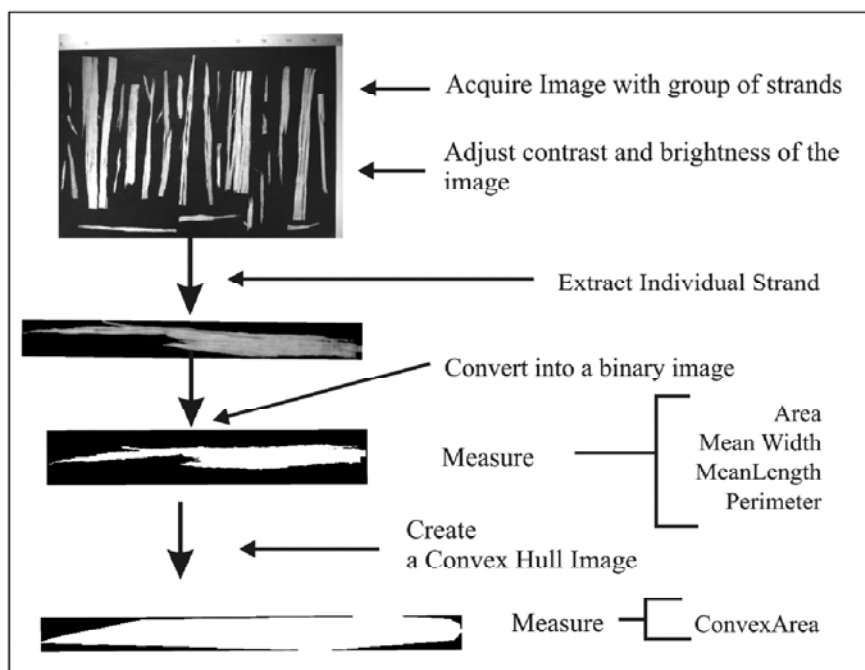 Acquire Image with group of strands
Adjust contrast and brightness of the
image
Extract Individual Strand
Convert into a binary image
Measure
Area
Mean Width
MeanLength
Perimeter
Create
a Convex Hull Image
Measure
ConvexArea